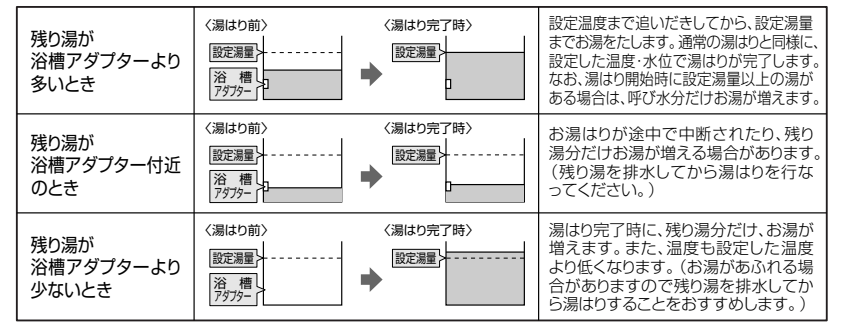 残り湯が
浴槽アダプターより
多いとき
〈湯はり前〉
設定湯量
浴　槽
アダプター
〈湯はり完了時〉
設定湯量
設定温度まで追いだきしてから、設定湯量
までお湯をたします。通常の湯はりと同様に、
設定した温度・水位で湯はりが完了します。
なお、湯はり開始時に設定湯量以上の湯が
ある場合は、呼び水分だけお湯が増えます。
残り湯が
浴槽アダプター付近
のとき
〈湯はり前〉
設定湯量
浴　槽
アダプター
〈湯はり完了時〉
設定湯量
お湯はりが途中で中断されたり、残り
湯分だけお湯が増える場合があります。
（残り湯を排水してから湯はりを行な
ってください。）
残り湯が
浴槽アダプターより
少ないとき
〈湯はり前〉
設定湯量
浴　槽
アダプター
〈湯はり完了時〉
設定湯量
湯はり完了時に、残り湯分だけ、お湯が
増えます。また、温度も設定した温度
より低くなります。（お湯があふれる場
合がありますので残り湯を排水してか
ら湯はりすることをおすすめします。）